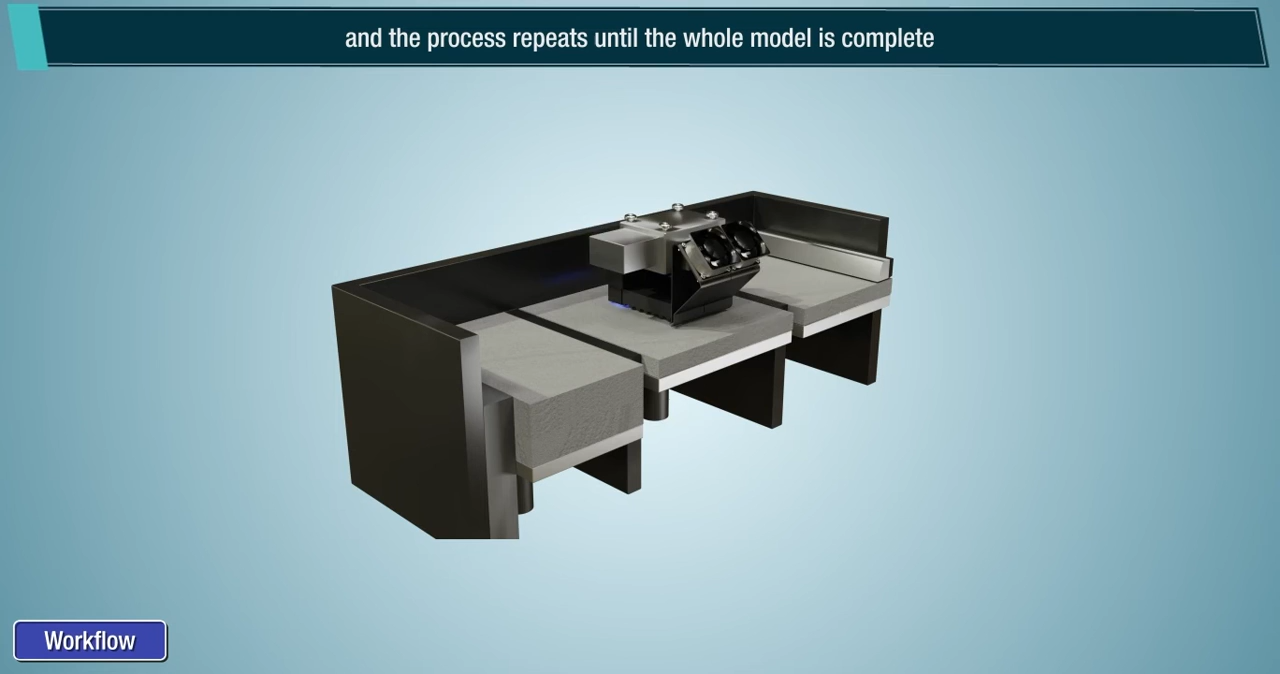 and the process repeats until the whole model is complete
Workflow